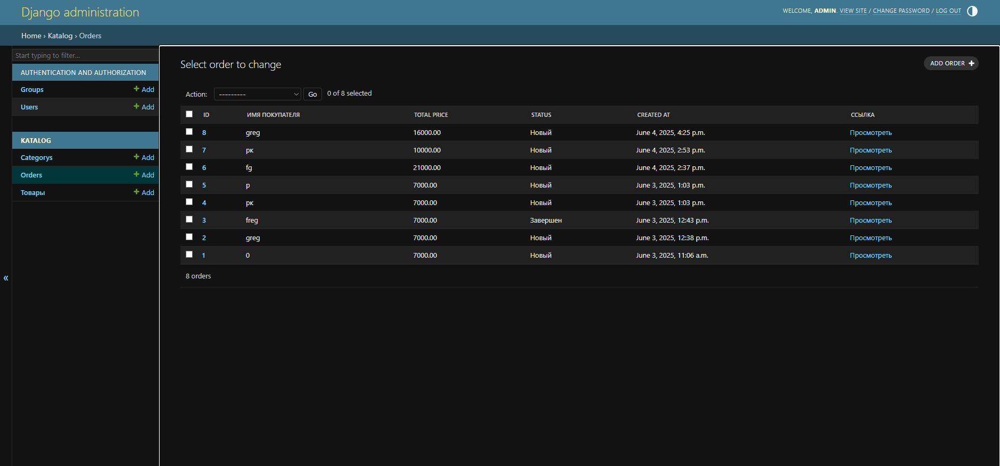 Django administration
WELCOME, ADMIN. VIEW SITE / CHANGE PASSWORD / LOG OUT
Home › Katalog › Orders
Start typing to filter...
AUTHENTICATION AND AUTHORIZATION
Groups + Add
Users + Add
KATALOG
Categorys + Add
Orders + Add
Товары + Add
«
Select order to change
ADD ORDER +
Action: --------- Go 0 of 8 selected
ID ИМЯ ПОКУПАТЕЛЯ TOTAL PRICE STATUS CREATED AT ССЫЛКА
8 greg 16000.00 Новый June 4, 2025, 4:25 p.m. Просмотреть
7 рк 10000.00 Новый June 4, 2025, 2:53 p.m. Просмотреть
6 fg 21000.00 Новый June 4, 2025, 2:37 p.m. Просмотреть
5 р 7000.00 Новый June 3, 2025, 1:03 p.m. Просмотреть
4 рк 7000.00 Новый June 3, 2025, 1:03 p.m. Просмотреть
3 freg 7000.00 Завершен June 3, 2025, 12:43 p.m. Просмотреть
2 greg 7000.00 Новый June 3, 2025, 12:38 p.m. Просмотреть
1 0 7000.00 Новый June 3, 2025, 11:06 a.m. Просмотреть
8 orders